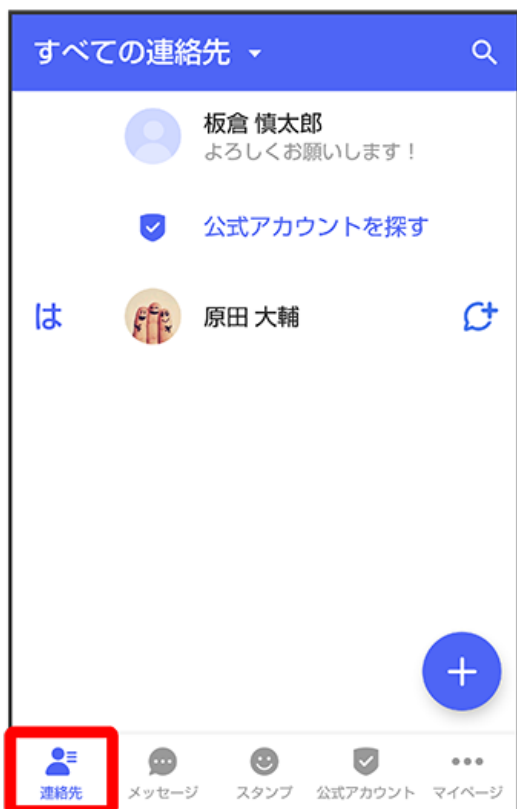 すべての連絡先
板倉 慎太郎
よろしくお願いします！
公式アカウントを探す
は
原田 大輔
連絡先
メッセージ
スタンプ
公式アカウント
マイページ